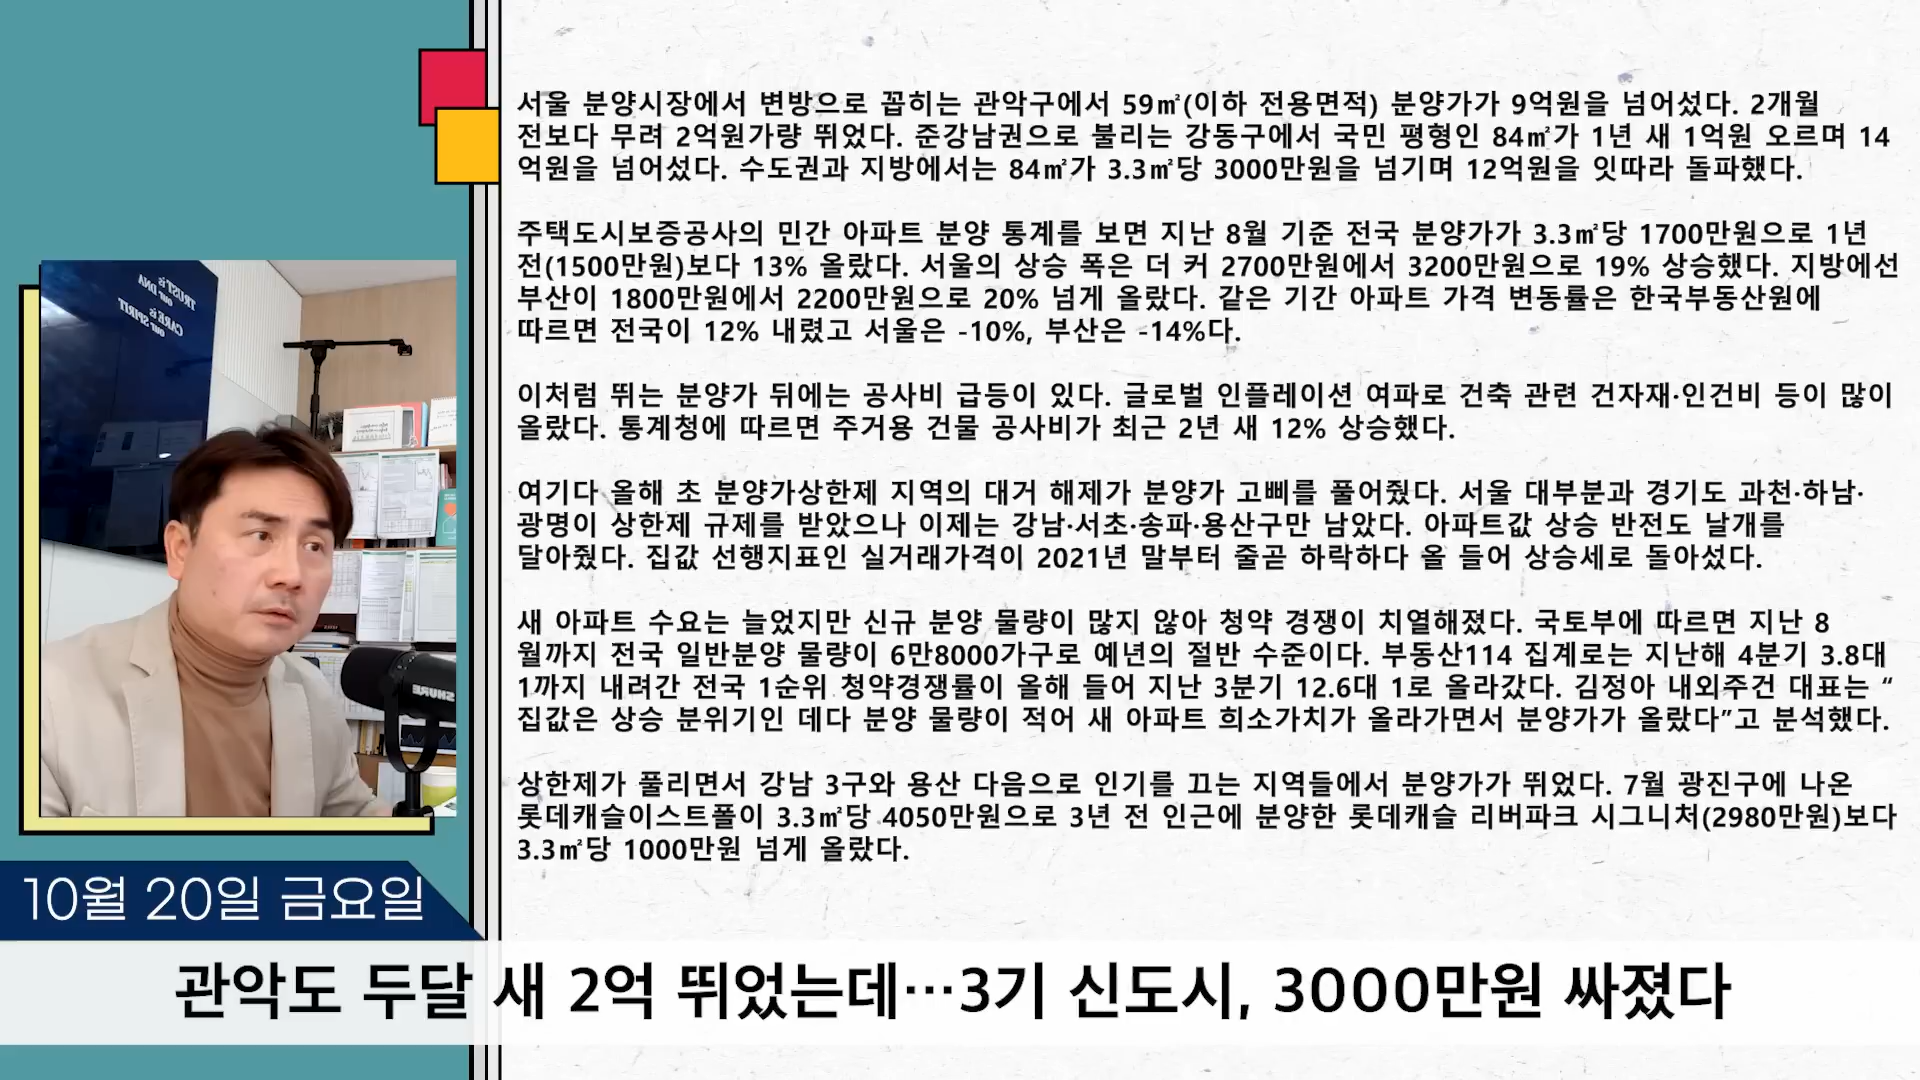 서울 분양시장에서 변방으로 꼽히는 관악구에서 59㎡(이하 전용면적) 분양가가 9억원을 넘어섰다. 2개월
전보다 무려 2억원가량 뛰었다. 준강남권으로 불리는 강동구에서 국민 평형인 84㎡가 1년 새 1억원 오르며 14
억원을 넘어섰다. 수도권과 지방에서는 84㎡가 3.3㎡당 3000만원을 넘기며 12억원을 잇따라 돌파했다.
주택도시보증공사의 민간 아파트 분양 통계를 보면 지난 8월 기준 전국 분양가가 3.3㎡당 1700만원으로 1년
전(1500만원)보다 13% 올랐다. 서울의 상승 폭은 더 커 2700만원에서 3200만원으로 19% 상승했다. 지방에선
부산이 1800만원에서 2200만원으로 20% 넘게 올랐다. 같은 기간 아파트 가격 변동률은 한국부동산원에
따르면 전국이 12% 내렸고 서울은 -10%, 부산은 -14%다.
이처럼 뛰는 분양가 뒤에는 공사비 급등이 있다. 글로벌 인플레이션 여파로 건축 관련 건자재·인건비 등이 많이
올랐다. 통계청에 따르면 주거용 건물 공사비가 최근 2년 새 12% 상승했다.
여기다 올해 초 분양가상한제 지역의 대거 해제가 분양가 고삐를 풀어줬다. 서울 대부분과 경기도 과천·하남·
광명이 상한제 규제를 받았으나 이제는 강남·서초·송파·용산구만 남았다. 아파트값 상승 반전도 날개를
달아줬다. 집값 선행지표인 실거래가격이 2021년 말부터 줄곧 하락하다 올 들어 상승세로 돌아섰다.
새 아파트 수요는 늘었지만 신규 분양 물량이 많지 않아 청약 경쟁이 치열해졌다. 국토부에 따르면 지난 8
월까지 전국 일반분양 물량이 6만8000가구로 예년의 절반 수준이다. 부동산114 집계로는 지난해 4분기 3.8대
1까지 내려간 전국 1순위 청약경쟁률이 올해 들어 지난 3분기 12.6대 1로 올라갔다. 김정아 내외주건 대표는 “
집값은 상승 분위기인 데다 분양 물량이 적어 새 아파트 희소가치가 올라가면서 분양가가 올랐다”고 분석했다.
상한제가 풀리면서 강남 3구와 용산 다음으로 인기를 끄는 지역들에서 분양가가 뛰었다. 7월 광진구에 나온
롯데캐슬이스트폴이 3.3㎡당 4050만원으로 3년 전 인근에 분양한 롯데캐슬 리버파크 시그니처(2980만원)보다
3.3㎡당 1000만원 넘게 올랐다.
TRUST is
our DNA
CARE is
our SPIRIT
SHURE
10월 20일 금요일
관악도 두달 새 2억 뛰었는데···3기 신도시, 3000만원 싸졌다